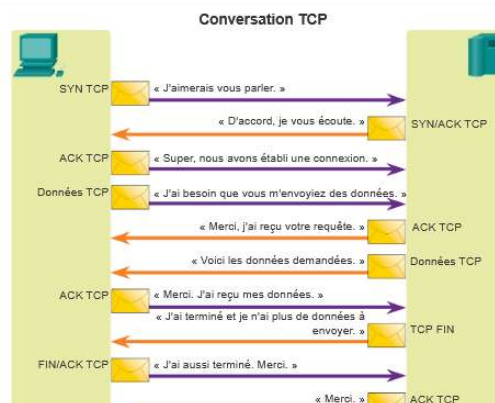 Conversation TCP
SYN TCP
« J'aimerais vous parler. »
« D'accord, je vous écoute. »
SYN/ACK TCP
ACK TCP
« Super, nous avons établi une connexion. »
Données TCP
« J'ai besoin que vous m'envoyiez des données. »
« Merci, j'ai reçu votre requête. »
ACK TCP
« Voici les données demandées. »
Données TCP
ACK TCP
« Merci. J'ai reçu mes données. »
« J'ai terminé et je n'ai plus de données à
envoyer. »
TCP FIN
FIN/ACK TCP
« J'ai aussi terminé. Merci. »
« Merci. »
ACK TCP